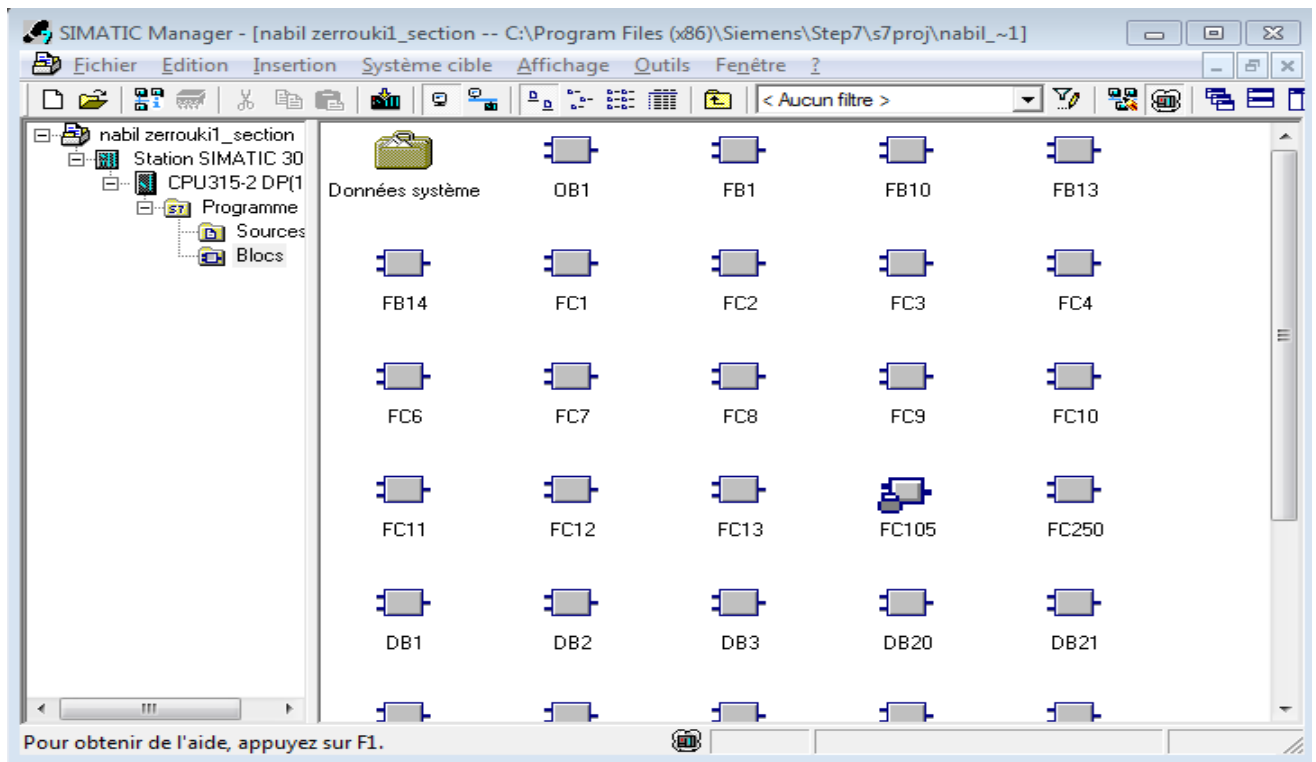 SIMATIC Manager - [nabil zerrouki1_section -- C:\Program Files (x86)\Siemens\Step7\s7proj\nabil_~1]
Fichier Edition Insertion Système cible Affichage Outils Fenêtre ?
< Aucun filtre >
nabil zerrouki1_section
Station SIMATIC 30
CPU315-2 DP(1
S7 Programme
Sources
Blocs
Données système OB1 FB1 FB10 FB13
FB14 FC1 FC2 FC3 FC4
FC6 FC7 FC8 FC9 FC10
FC11 FC12 FC13 FC105 FC250
DB1 DB2 DB3 DB20 DB21
Pour obtenir de l'aide, appuyez sur F1.